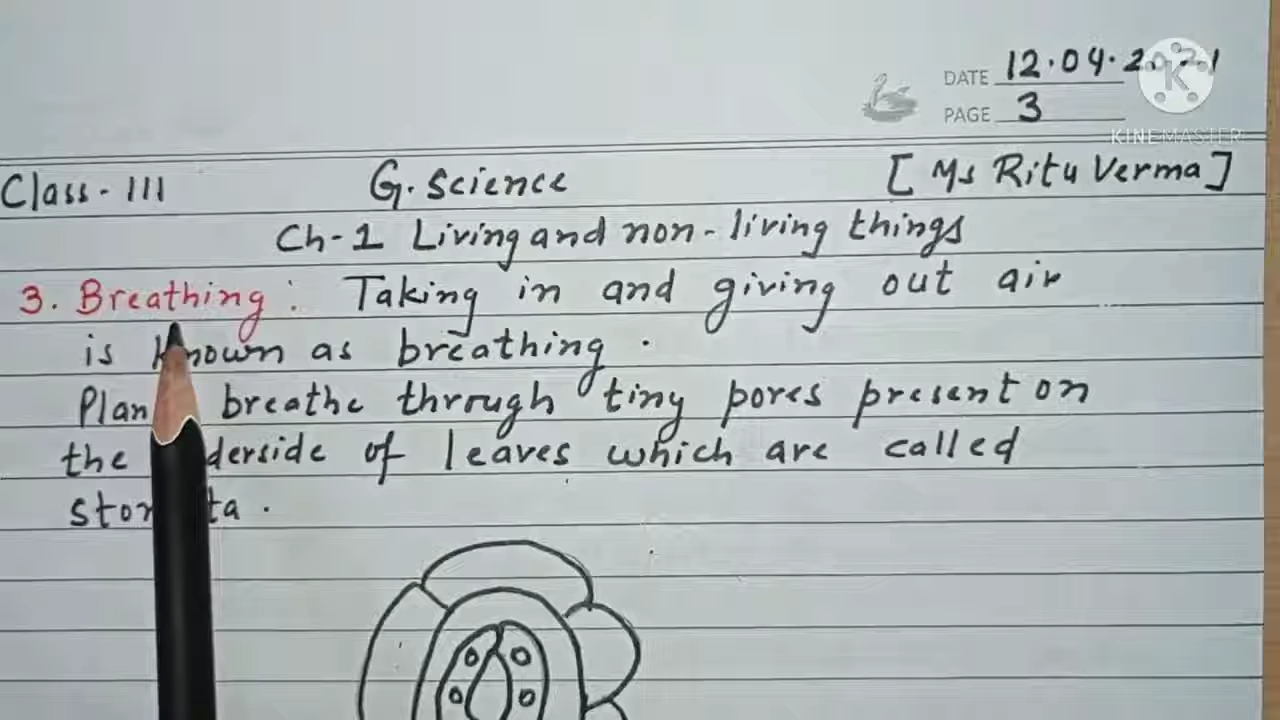 DATE 12.04.2021
PAGE 3
KINEMASTER
Class-III G.science [Ms Ritu Verma]
Ch-1 Living and non-living things
3. Breathing: Taking in and giving out air
is known as breathing.
breathe through tiny pores present on
the of leaves which are called